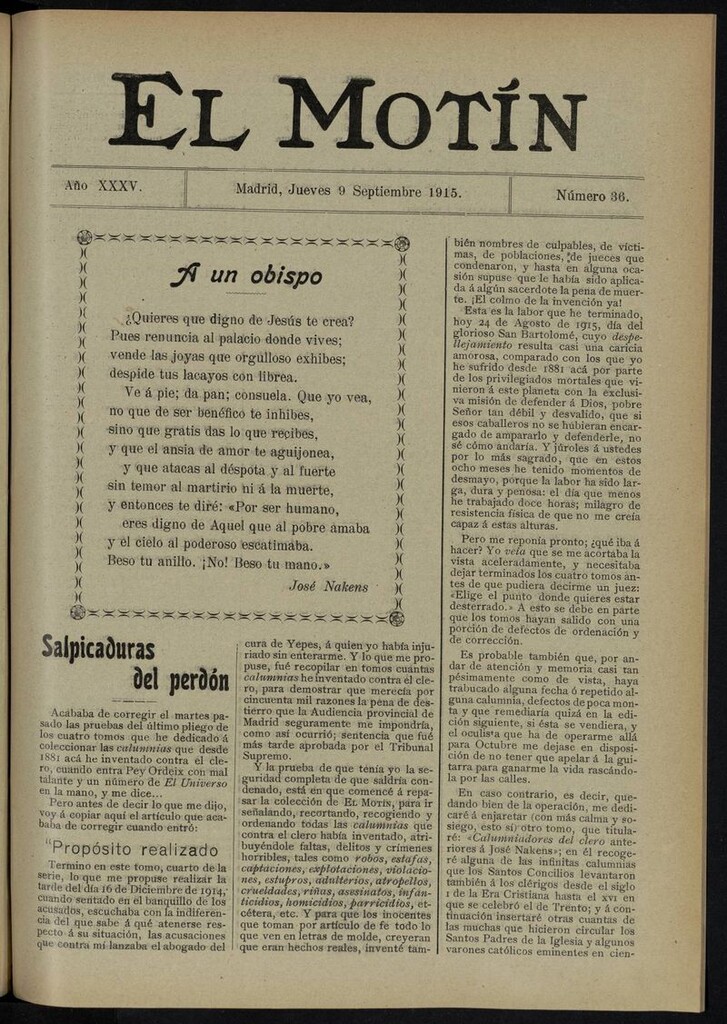 EL MOTÍN
Año XXXV.
Madrid, Jueves 9 Septiembre 1915.
Número 36.
A un obispo
¿Quieres que digno de Jesús te crea?
Pues renuncia al palacio donde vives;
vende las joyas que orgulloso exhibes;
despide tus lacayos con librea.
Ve á pie; da pan; consuela. Que yo vea,
no que de ser benéfico te inhibes,
sino que gratis das lo que recibes,
y que el ansia de amor te aguijonea,
y que atacas al déspota y al fuerte
sin temor al martirio ni á la muerte,
y entonces te diré: «Por ser humano,
eres digno de Aquel que al pobre amaba
y el cielo al poderoso escatimaba.
Beso tu anillo. ¡No! Beso tu mano.»
José Nakens
Salpicaduras
del perdón
Acababa de corregir el martes pa-
sado las pruebas del último pliego de
los cuatro tomos que he dedicado á
coleccionar las calumnias que desde
1881 acá he inventado contra el cle-
ro, cuando entra Pey Ordeix con mal
talante y un número de El Universo
en la mano, y me dice...
Pero antes de decir lo que me dijo,
voy á copiar aquí el artículo que aca-
baba de corregir cuando entró:
"Propósito realizado
Termino en este tomo, cuarto de la
serie, lo que me propuse realizar la
tarde del día 16 de Diciembre de 1914,
cuando sentado en el banquillo de los
acusados, escuchaba con la indiferen-
cia del que sabe á qué atenerse res-
pecto á su situación, las acusaciones
que contra mí lanzaba el abogado del
cura de Yepes, á quien yo había inju-
riado sin enterarme. Y lo que me pro-
puse, fué recopilar en tomos cuantas
calumnias he inventado contra él cle-
ro, para demostrar que merecía por
cincuenta mil razones la pena de des-
tierro que la Audiencia provincial de
Madrid seguramente me impondría,
como así ocurrió; sentencia que fué
más tarde aprobada por el Tribunal
Supremo.
Y la prueba de que tenía yo la se-
guridad completa de que saldría con-
denado, está en que comencé á repa-
sar la colección de EL MOTÍN, para ir
señalando, recortando, recogiendo y
ordenando todas las calumnias que
contra el clero había inventado, atri-
buyéndole faltas, delitos y crímenes
horribles, tales como robos, estafas,
captaciones, explotaciones, violacio-
nes, estupros, adulterios, atropellos,
crueldades, riñas, asesinatos, infan-
ticidios, homicidios, parricidios, et-
cétera, etc. Y para que los inocentes
que toman por artículo de fe todo lo
que ven en letras de molde, creyeran
que eran hechos reales, inventé tam-
bién nombres de culpables, de vícti-
mas, de poblaciones, de jueces que
condenaron, y hasta en alguna oca-
sión supuse que le había sido aplica-
da á algún sacerdote la pena de muer-
te. ¡El colmo de la invención ya!
Esta es la labor que he terminado,
hoy 24 de Agosto de 1915, día del
glorioso San Bartolomé, cuyo despe-
llejamiento resulta casi una caricia
amorosa, comparado con los que yo
he sufrido desde 1881 acá por parte
de los privilegiados mortales que vi-
nieron á este planeta con la exclusi-
va misión de defender á Dios, pobre
Señor tan débil y desvalido, que si
esos caballeros no se húbieran encar-
gado de ampararlo y defenderle, no
sé cómo andaría. Y júroles á ustedes
por lo más sagrado, que en estos
ocho meses he tenido momentos de
desmayo, porque la labor ha sido lar-
ga, dura y penosa: el día que menos
he trabajado doce horas; milagro de
resistencia física de que no me creía
capaz á estas alturas.
Pero me reponía pronto; ¿qué iba á
hacer? Yo veía que se me acortaba la
vista aceleradamente, y necesitaba
dejar terminados los cuatro tomos an-
tes de que pudiera decirme un juez:
«Elige el punto donde quieres estar
desterrado.» A esto se debe en parte
que los tomos hayan salido con una
porción de defectos de ordenación y
de corrección.
Es probable también que, por an-
dar de atención y memoria casi tan
pésimamente como de vista, haya
trabucado alguna fecha ó repetido al-
guna calumnia, defectos de poca mon-
ta y que remediaría quizá en la edi-
ción siguiente, si ésta se vendiera, y
el oculista que ha de operarme allá
para Octubre me dejase en disposi-
ción de no tener que apelar á la gui-
tarra para ganarme la vida rascándo-
la por las calles.
En caso contrario, es decir, que-
dando bien de la operación, me dedi-
caré á enjaretar (con más calma y so-
siego, esto sí) otro tomo, que titula-
ré: «Calumniadores del clero ante-
riores á José Nakens»; en él recoge-
ré alguna de las infinitas calumnias
que los Santos Concilios levantaron
también á los clérigos desde el siglo
I de la Era Cristiana hasta el XVI en
que se celebró el de Trento; y á con-
tinuación insertaré otras cuantas de
las muchas que hicieron circular los
Santos Padres de la Iglesia y algunos
varones católicos eminentes en cien-